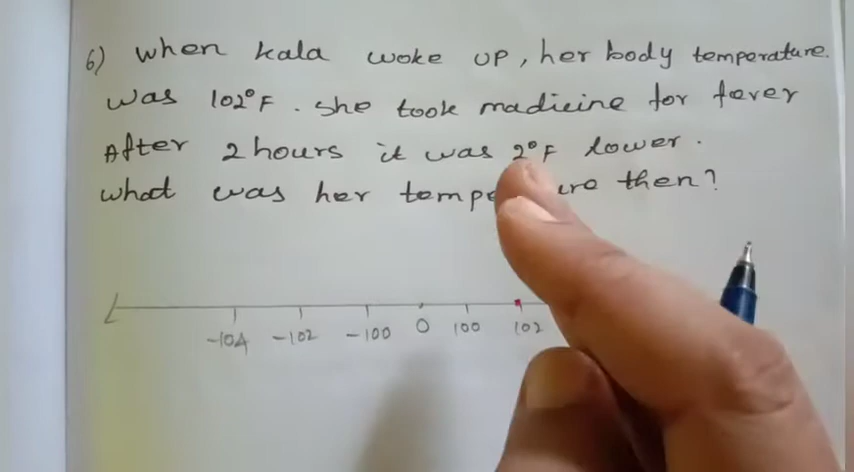 6) when kala woke up, her body temperature.
was 102°F. she took madicine for fever
After 2 hours it was 2°F lower.
what was her then?
-104 -102 -100 0 100 102